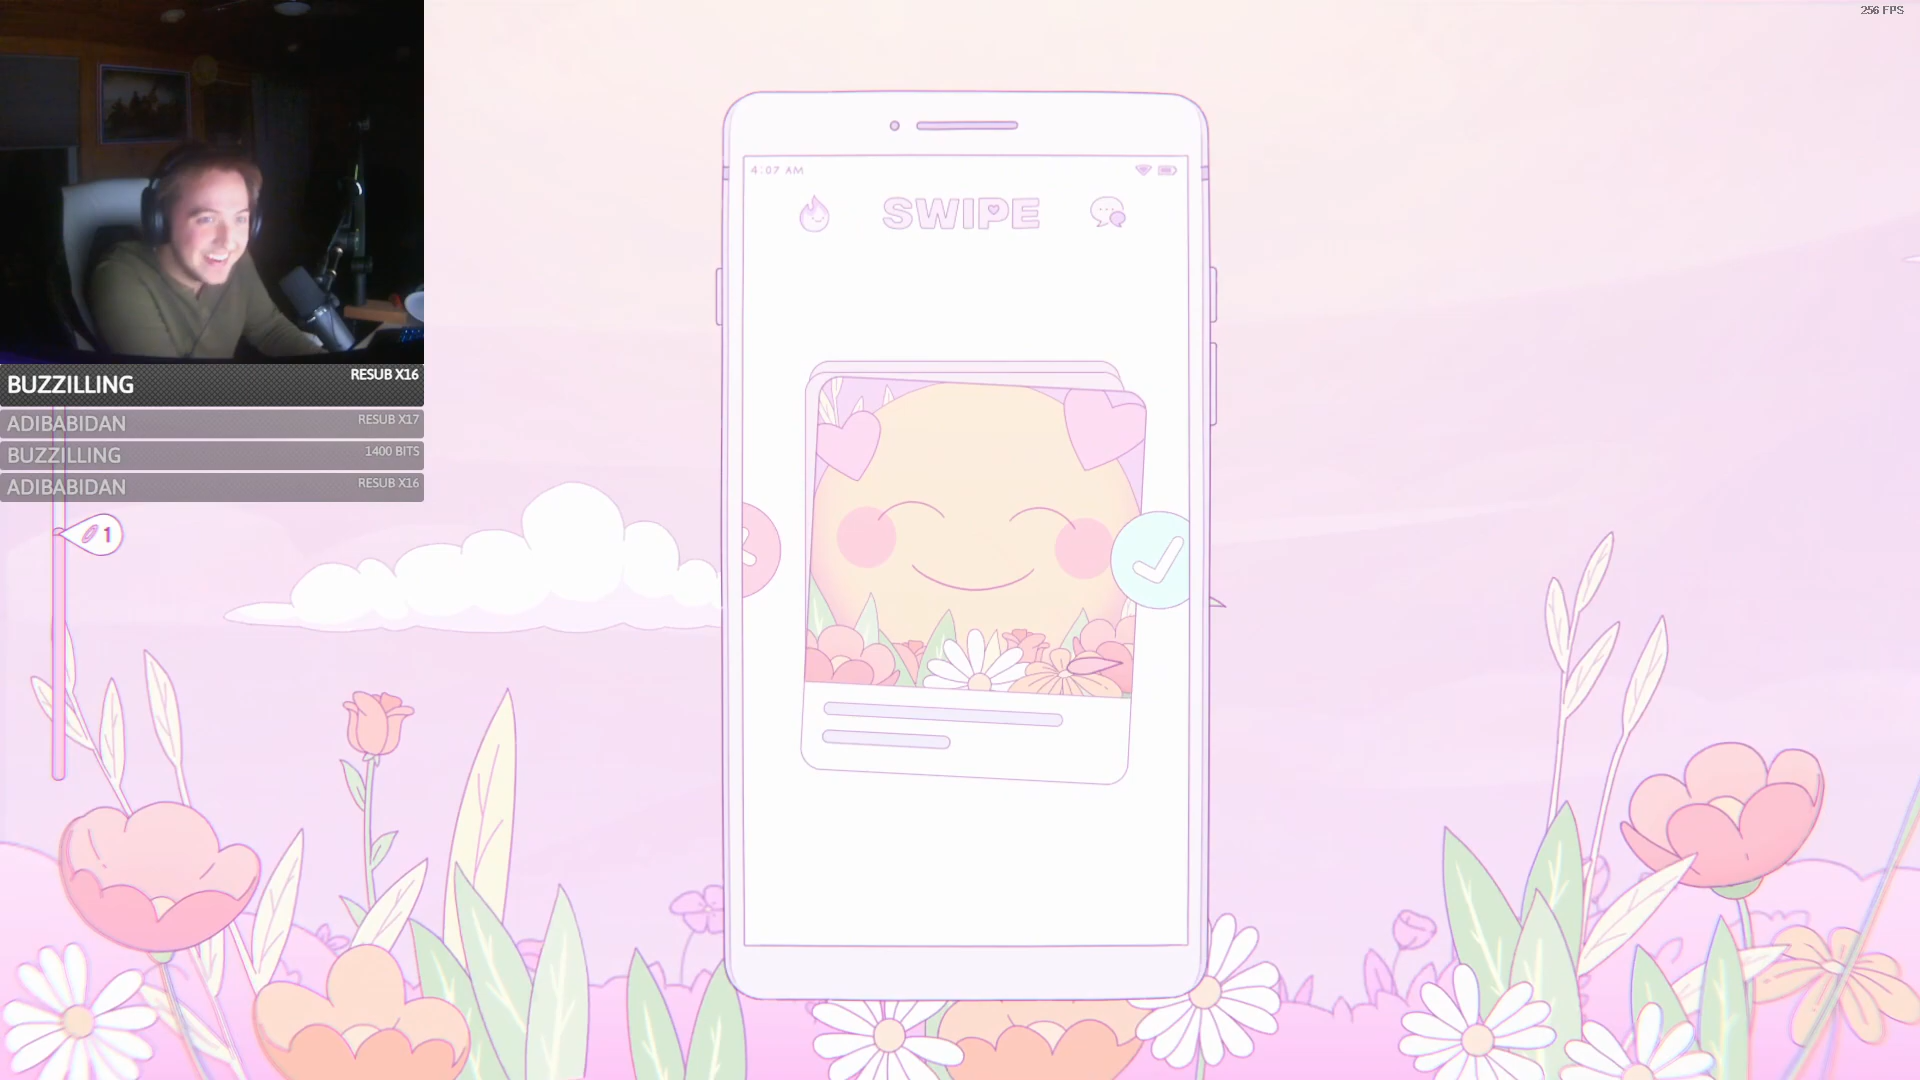 256 FPS
4:07 AM
SWIPE
BUZZILLING RESUB X16
ADIBABIDAN RESUB X17
BUZZILLING 1400 BITS
ADIBABIDAN RESUB X16
1